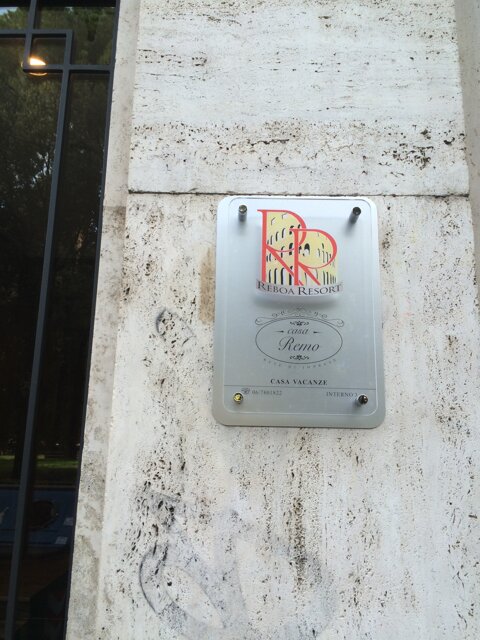 RR
REBOA RESORT
casa
Remo
CASA VACANZE
INTERNO